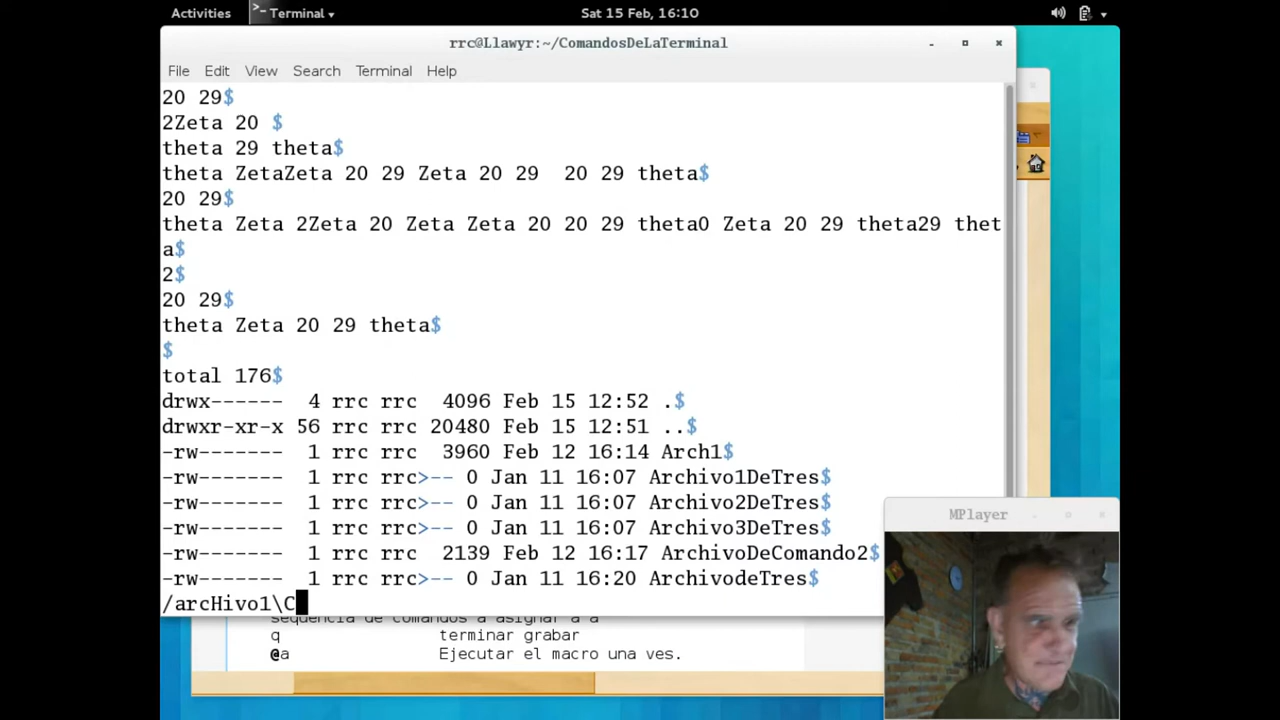 Activities
Terminal
Sat 15 Feb, 16:10
rrc@Llawyr:~/ComandosDeLaTerminal
File Edit View Search Terminal Help
20 29$
2Zeta 20 $
theta 29 theta$
theta ZetaZeta 20 29 Zeta 20 29  20 29 theta$
20 29$
theta Zeta 2Zeta 20 Zeta Zeta 20 20 29 theta0 Zeta 20 29 theta29 thet
a$
2$
20 29$
theta Zeta 20 29 theta$
$
total 176$
drwx------  4 rrc rrc  4096 Feb 15 12:52 .$
drwxr-xr-x 56 rrc rrc 20480 Feb 15 12:51 ..$
-rw-------  1 rrc rrc  3960 Feb 12 16:14 Arch1$
-rw-------  1 rrc rrc>-- 0 Jan 11 16:07 Archivo1DeTres$
-rw-------  1 rrc rrc>-- 0 Jan 11 16:07 Archivo2DeTres$
-rw-------  1 rrc rrc>-- 0 Jan 11 16:07 Archivo3DeTres$
-rw-------  1 rrc rrc  2139 Feb 12 16:17 ArchivoDeComando2$
-rw-------  1 rrc rrc>-- 0 Jan 11 16:20 ArchivodeTres$
/arcHivo1\C
MPlayer
sequencia de comandos a asignar a a
q terminar grabar
@a Ejecutar el macro una ves.